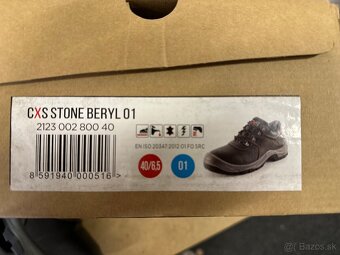 CXS STONE BERYL 01
2123 002 800 40
EN ISO 20347:2012 01 FO SRC
8 591940 000516 >
40/6,5
01
Bazos.sk